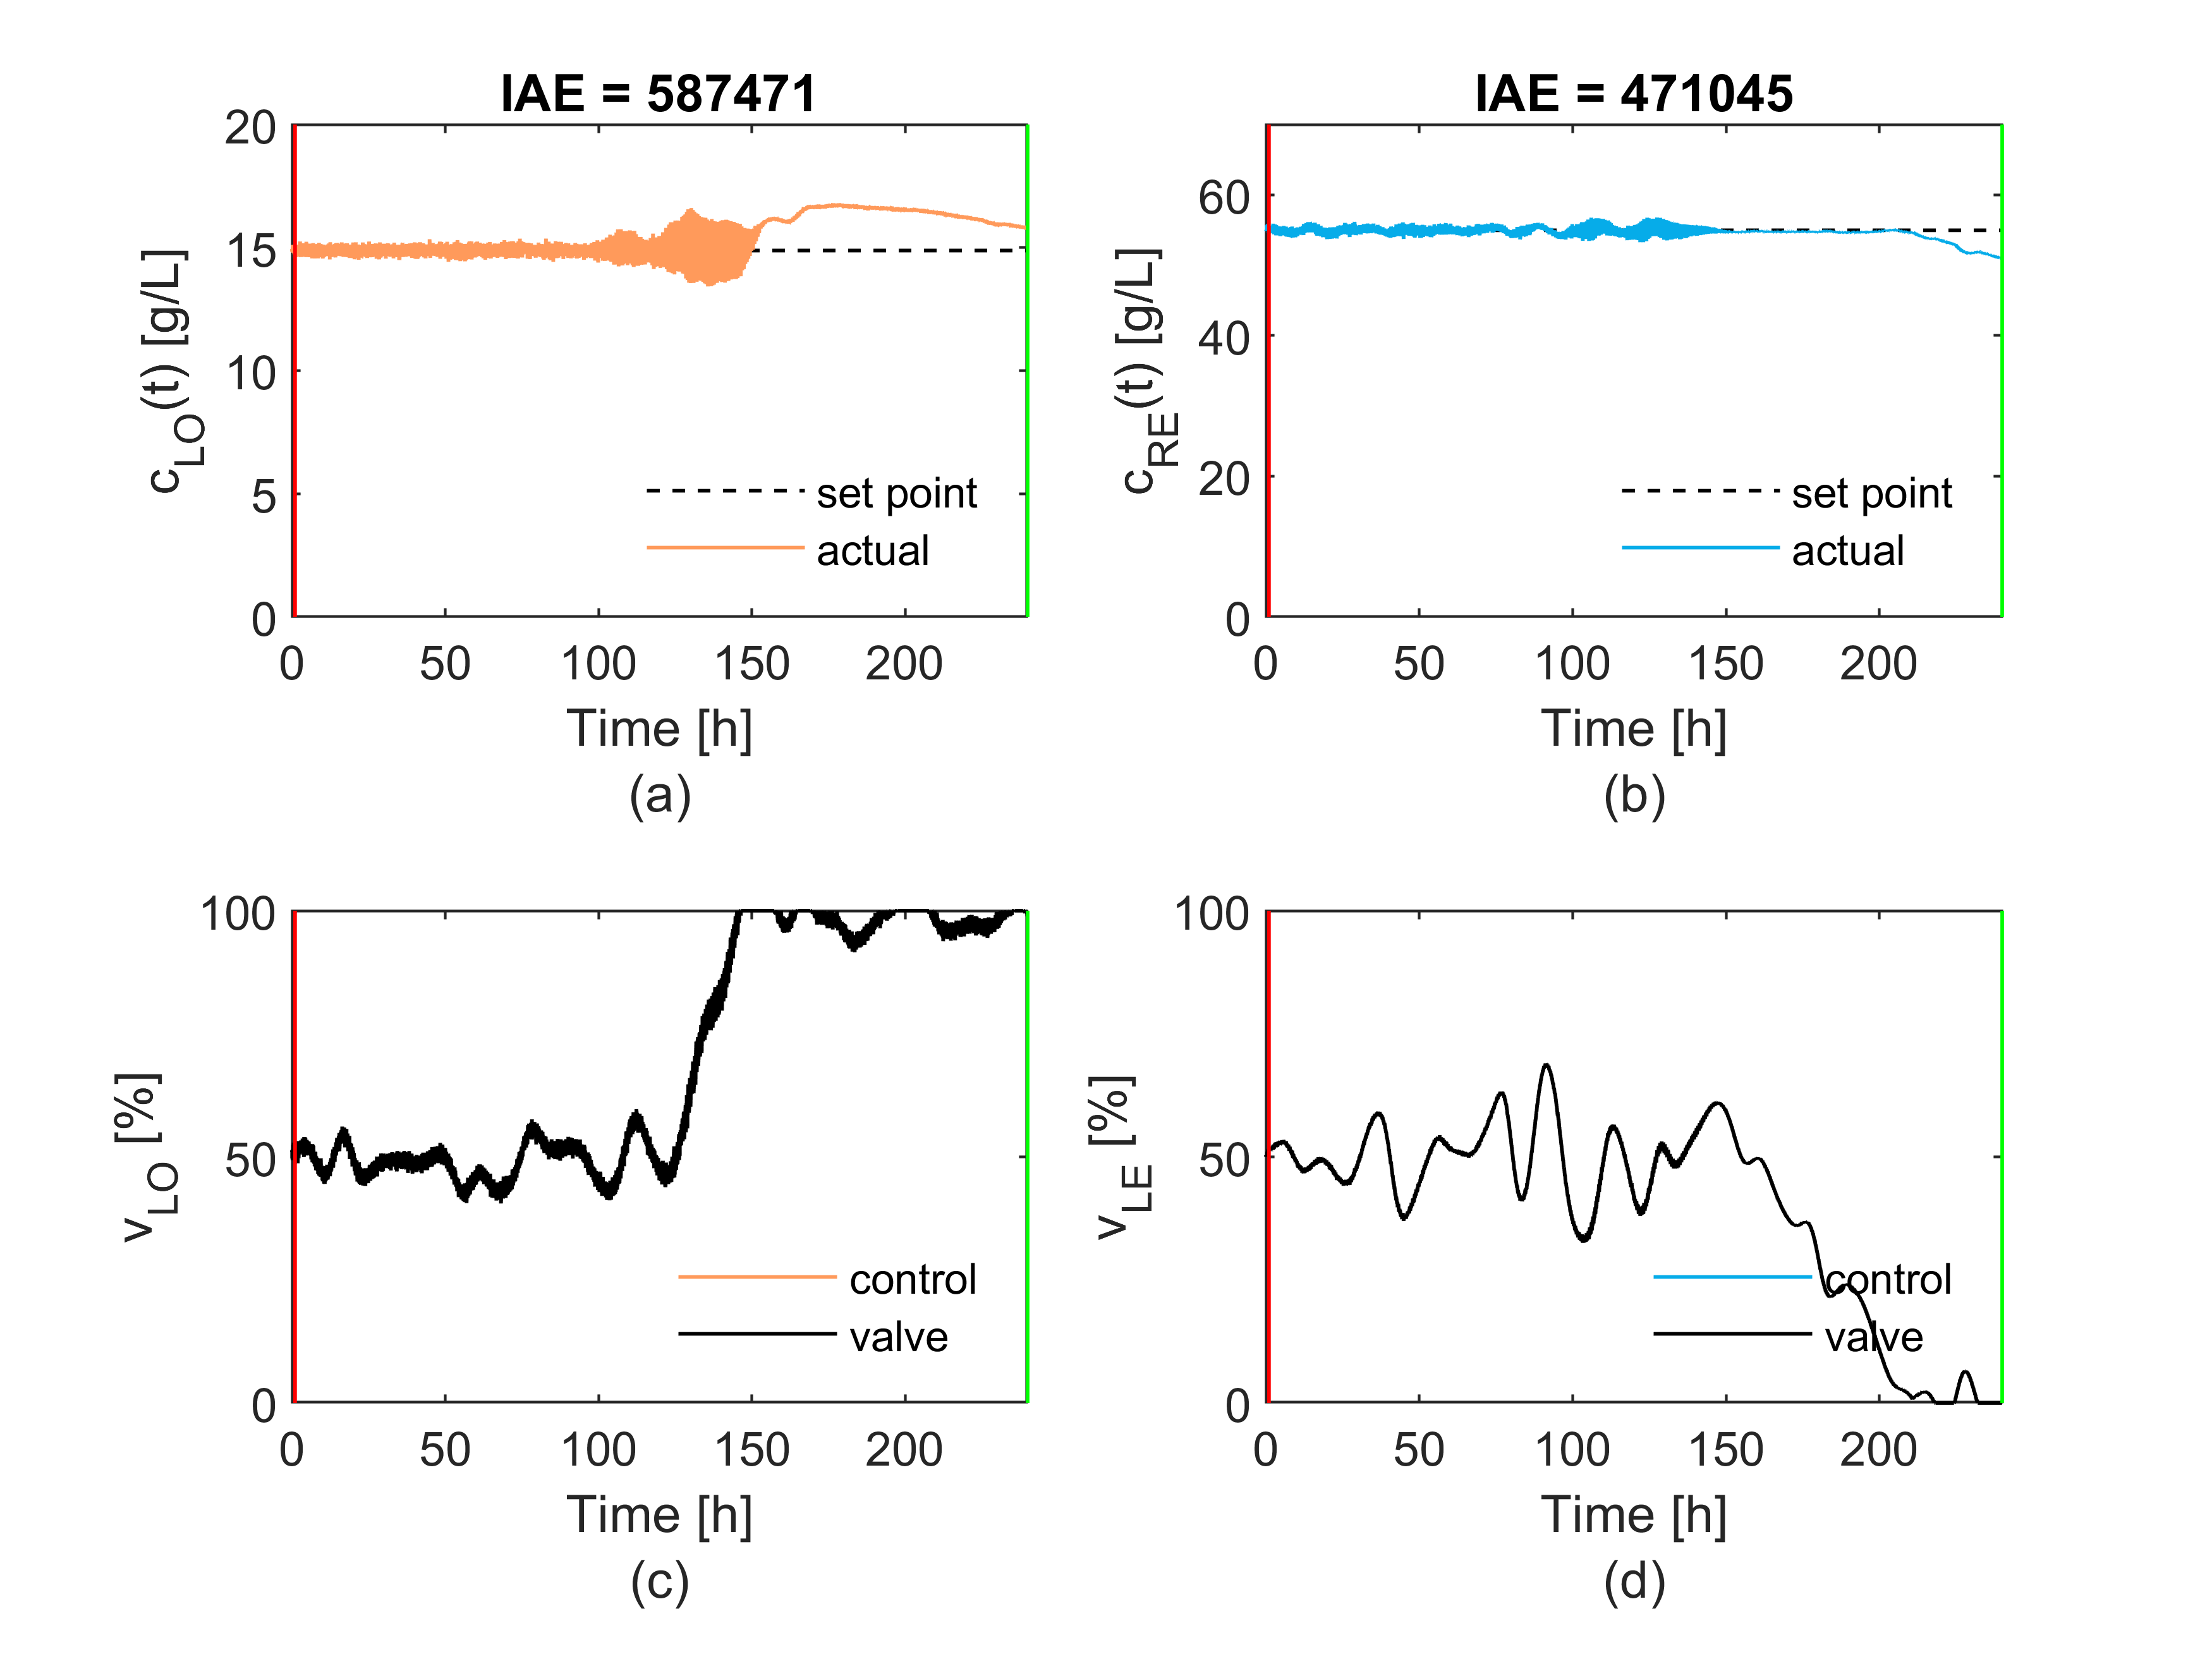 IAE = 587471
20
15
10
5
0
c_LO(t) [g/L]
set point
actual
0 50 100 150 200
Time [h]
(a)
IAE = 471045
60
40
20
0
c_RE(t) [g/L]
set point
actual
0 50 100 150 200
Time [h]
(b)
100
50
0
v_LO [%]
control
valve
0 50 100 150 200
Time [h]
(c)
100
50
0
v_LE [%]
control
valve
0 50 100 150 200
Time [h]
(d)